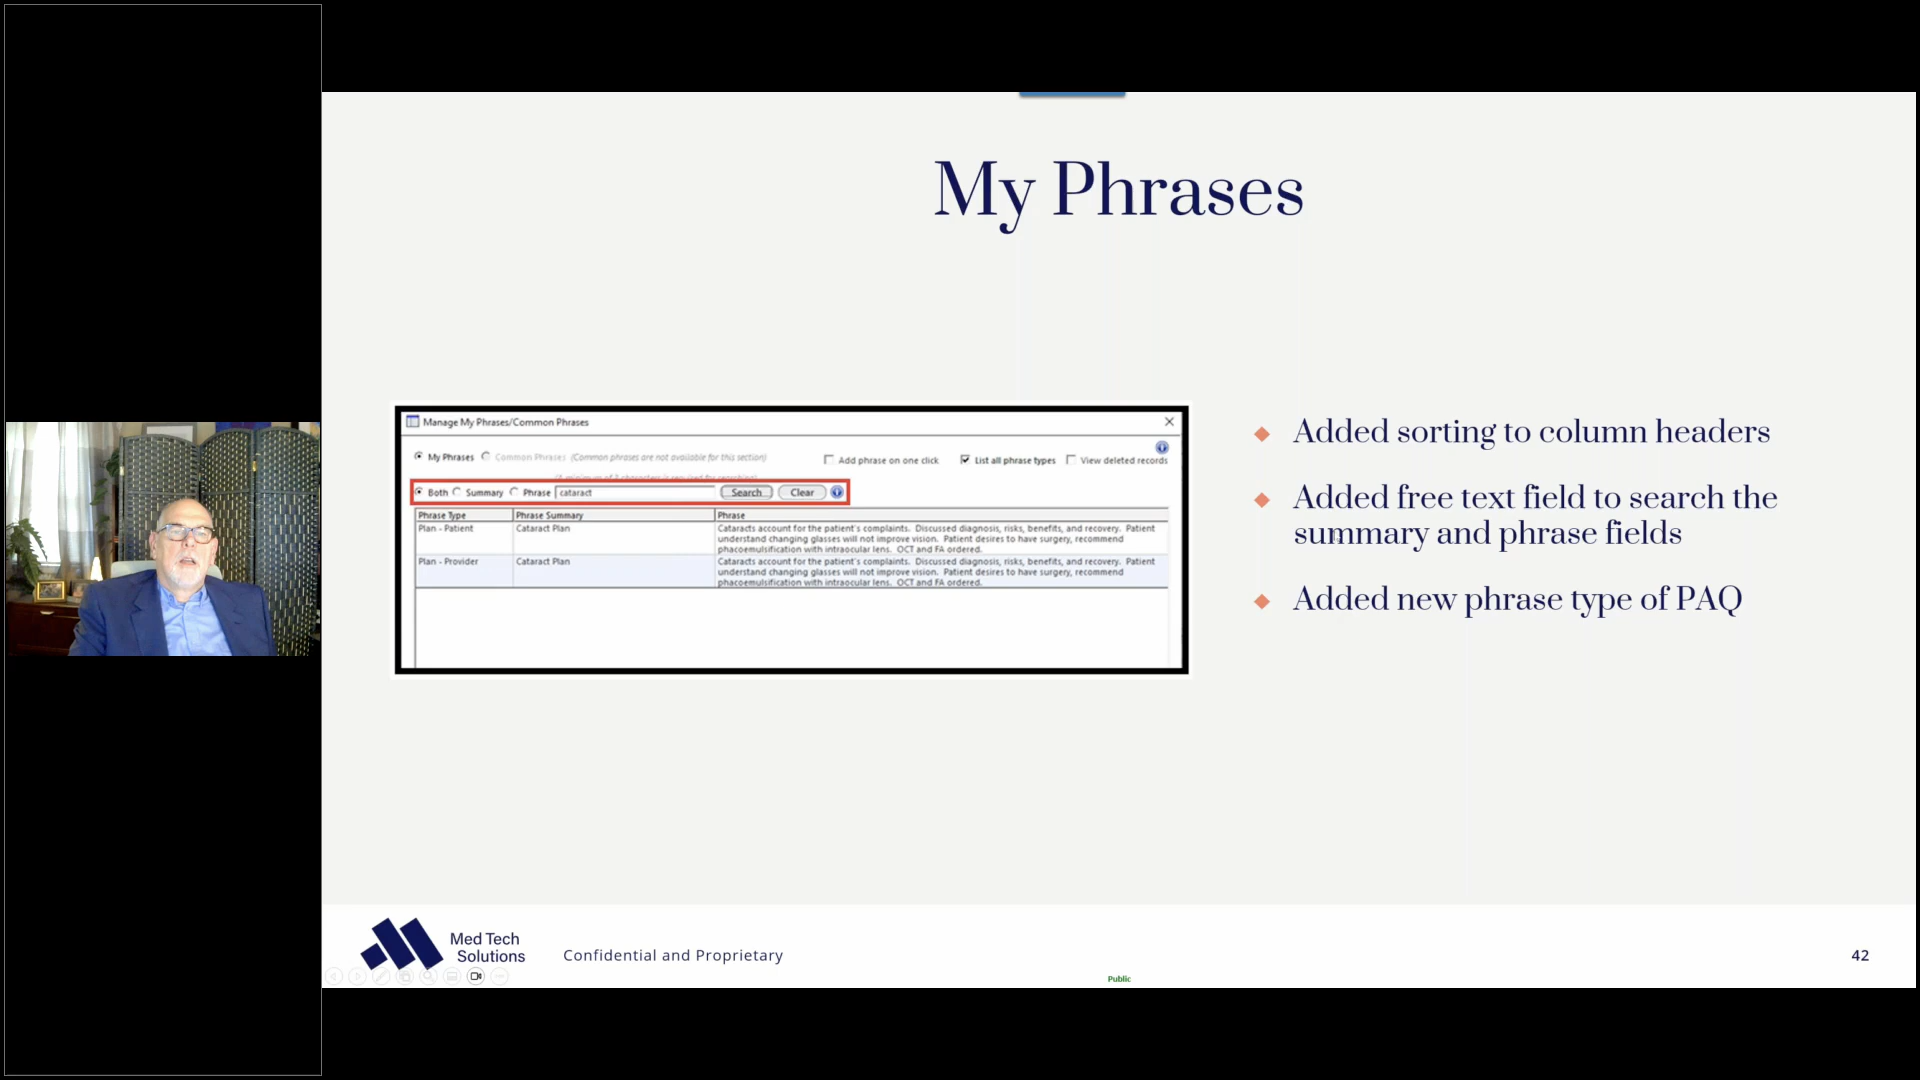 My Phrases
Manage My Phrases/Common Phrases
My Phrases Common Phrases (Common phrases are not available for this section)
Add phrase on one click List all phrase types View deleted records
Both Summary Phrase cataract Search Clear
Phrase Type Phrase Summary Phrase
Plan - Patient Cataract Plan Cataracts account for the patient's complaints. Discussed diagnosis, risks, benefits, and recovery. Patient
understand changing glasses will not improve vision. Patient desires to have surgery, recommend
phacoemulsification with intraocular lens. OCT and FA ordered.
Plan - Provider Cataract Plan Cataracts account for the patient's complaints. Discussed diagnosis, risks, benefits, and recovery. Patient
understand changing glasses will not improve vision. Patient desires to have surgery, recommend
phacoemulsification with intraocular lens. OCT and FA ordered.
Added sorting to column headers
Added free text field to search the
summary and phrase fields
Added new phrase type of PAQ
Med Tech
Solutions
Confidential and Proprietary
42
Public